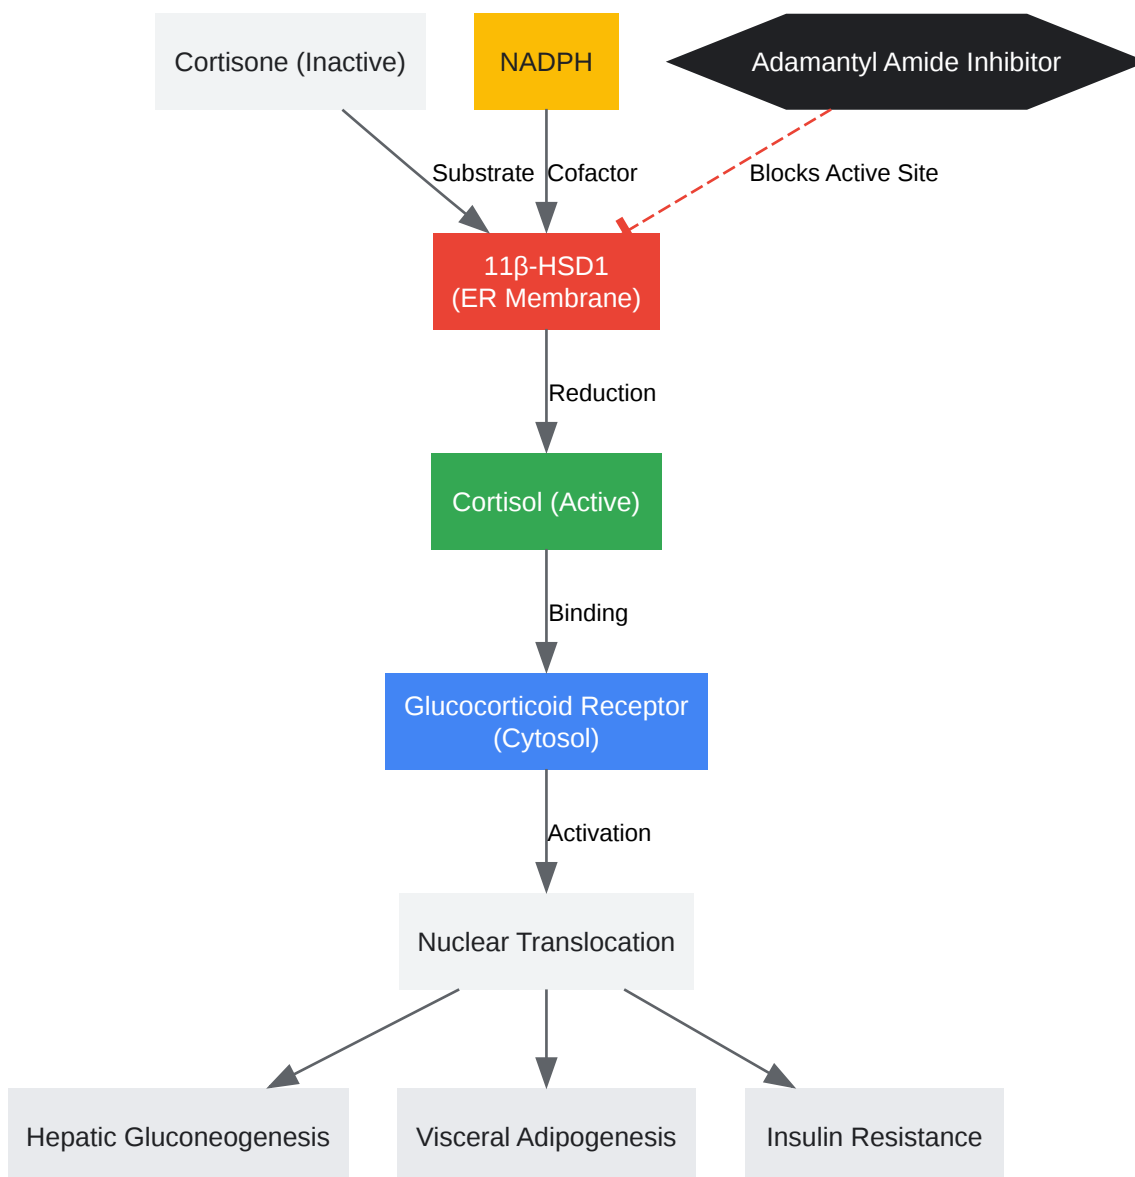 Cortisone (Inactive)
NADPH
Adamantyl Amide Inhibitor
Substrate
Cofactor
Blocks Active Site
11β-HSD1
(ER Membrane)
Reduction
Cortisol (Active)
Binding
Glucocorticoid Receptor
(Cytosol)
Activation
Nuclear Translocation
Hepatic Gluconeogenesis
Visceral Adipogenesis
Insulin Resistance